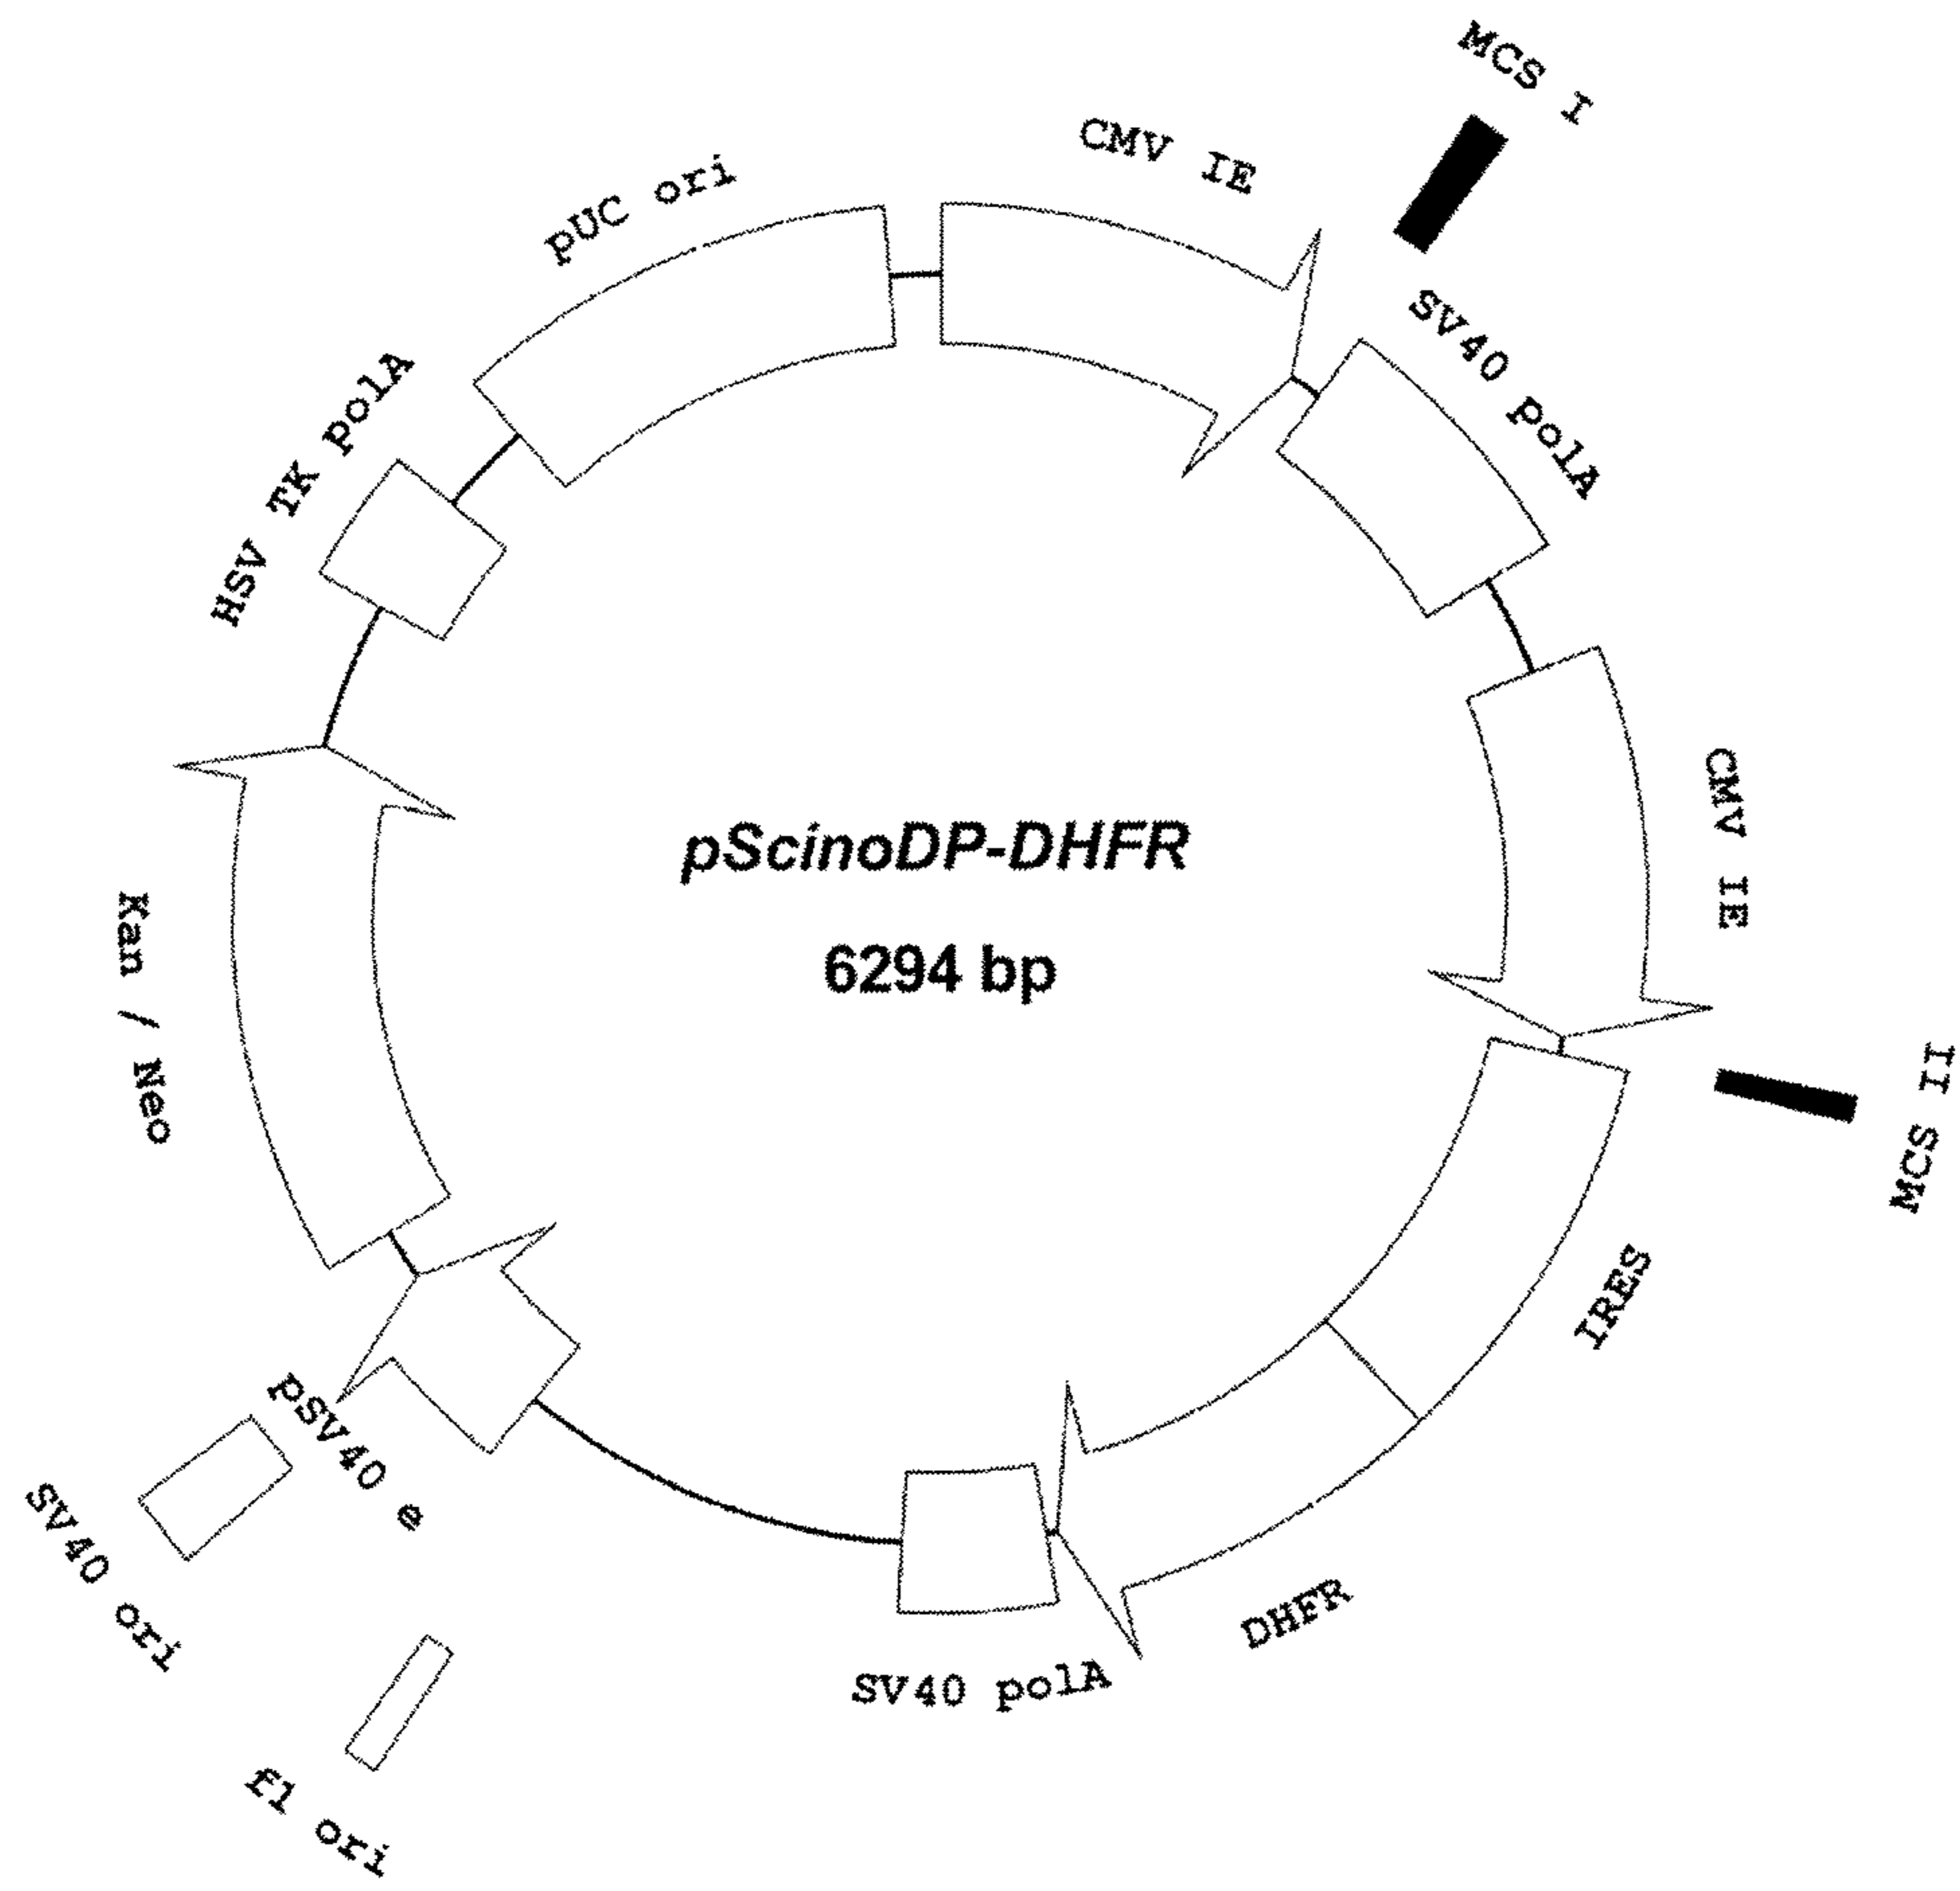 MCS I
CMV IE
pUC ori
SV40 polA
HSV TK polA
CMV IE
pScinoDP-DHFR
6294 bp
Kan / Neo
MCS II
IRES
pSV40 e
SV40 ori
DHFR
SV40 polA
f1 ori